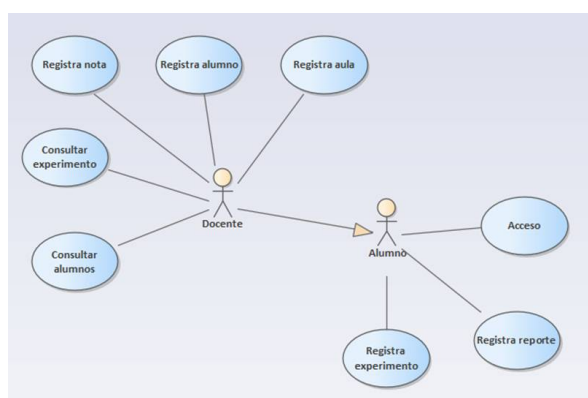 Registra nota
Registra alumno
Registra aula
Consultar
experimento
Docente
Consultar
alumnos
Alumno
Acceso
Registra
experimento
Registra reporte